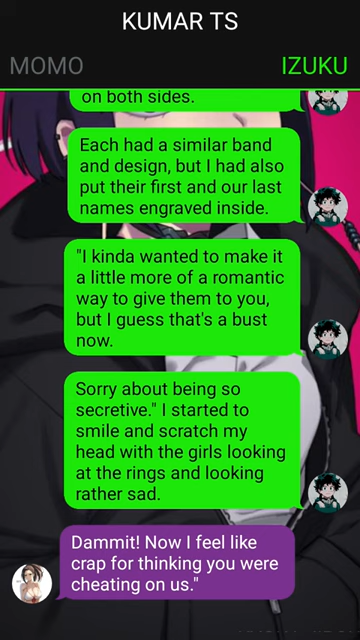 KUMAR TS
MOMO IZUKU
on both sides.
Each had a similar band
and design, but I had also
put their first and our last
names engraved inside.
"I kinda wanted to make it
a little more of a romantic
way to give them to you,
but I guess that's a bust
now.
Sorry about being so
secretive." I started to
smile and scratch my
head with the girls looking
at the rings and looking
rather sad.
Dammit! Now I feel like
crap for thinking you were
cheating on us."